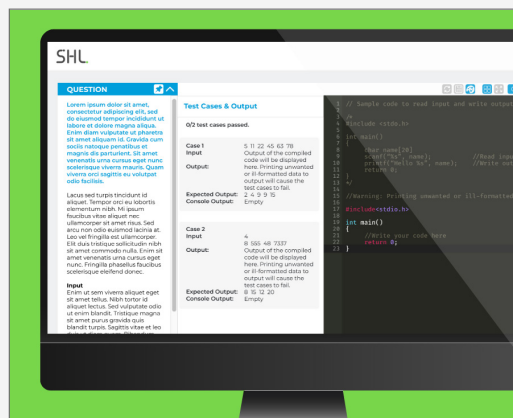 SHL.
QUESTION
Lorem ipsum dolor sit amet,
consectetur adipiscing elit, sed
do eiusmod tempor incididunt ut
labore et dolore magna aliqua.
Enim diam vulputate ut pharetra
sit amet aliquam id. Gravida cum
sociis natoque penatibus et
magnis dis parturient. Sit amet
venenatis urna cursus eget nunc
scelerisque viverra mauris. Quam
viverra orci sagittis eu volutpat
odio facilisis.
Lacus sed turpis tincidunt id
aliquet. Tempor orci eu lobortis
elementum nibh. Mi ipsum
faucibus vitae aliquet nec
ullamcorper sit amet risus. Sed
arcu non odio euismod lacinia at.
Leo vel fringilla est ullamcorper.
Elit duis tristique sollicitudin nibh
sit amet commodo nulla. Enim sit
amet venenatis urna cursus eget
nunc. Fringilla phasellus faucibus
scelerisque eleifend donec.
Input
Enim ut sem viverra aliquet eget
sit amet tellus. Nibh tortor id
aliquet lectus. Sed vulputate odio
ut enim blandit. Tristique magna
sit amet purus gravida quis
blandit turpis. Sagittis vitae et leo
Test Cases & Output
0/2 test cases passed.
Case 1
Input 5 11 22 45 63 78
Output: Output of the compiled
code will be displayed
here. Printing unwanted
or ill-formatted data to
output will cause the
test cases to fail.
Expected Output: 2 4 9 9 15
Console Output: Empty
Case 2
Input 4
8 555 48 7337
Output: Output of the compiled
code will be displayed
here. Printing unwanted
or ill-formatted data to
output will cause the
test cases to fail.
Expected Output: 8 15 12 20
Console Output: Empty
1 // Sample code to read input and write output
2
3 /*
4 #include <stdio.h>
5
6 int main()
7 {
8 char name[20]
9 scanf("%s", name); //Read inpu
10 printf("Hello %s", name); //Write out
11 return 0;
12 }
13 */
14
15 //Warning: Printing unwanted or ill-formatted
16
17 #include<stdio.h>
18
19 int main()
20 {
21 //Write your code here
22 return 0;
23 }